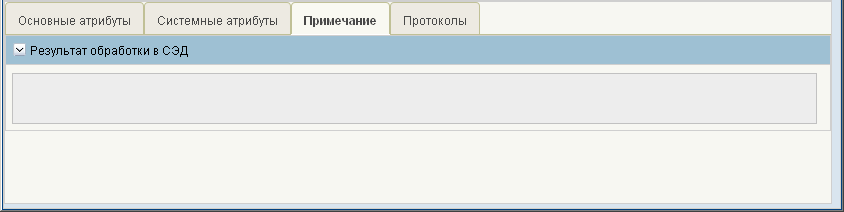 Основные атрибуты Системные атрибуты Примечание Протоколы
Результат обработки в СЭД